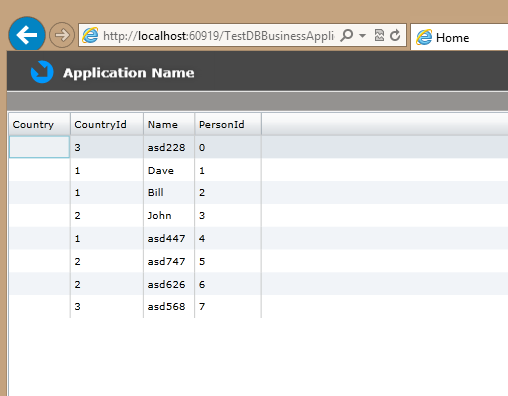 http://localhost:60919/TestDBBusinessAppli
Home
Application Name
Country CountryId Name PersonId
3 asd228 0
1 Dave 1
1 Bill 2
2 John 3
1 asd447 4
2 asd747 5
2 asd626 6
3 asd568 7